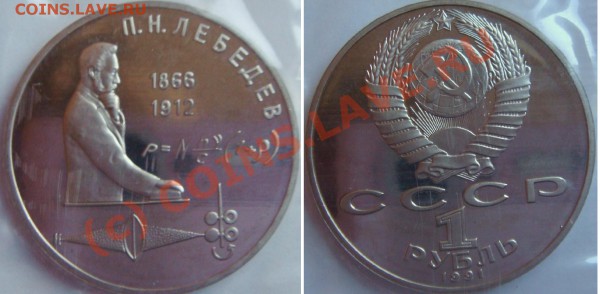 COINS.LAVE.RU
П.Н.ЛЕБЕДЕВ
1866
1912
(c) COINS.LAVE.RU
СССР
1
РУБЛЬ
1991
(c) COINS.LAVE.RU